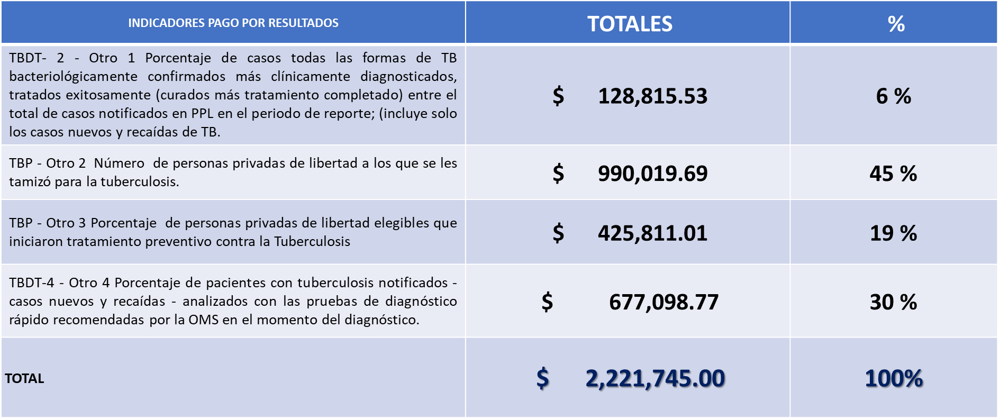 INDICADORES PAGO POR RESULTADOS
TOTALES
%
TBDT- 2 - Otro 1 Porcentaje de casos todas las formas de TB
bacteriológicamente confirmados más clínicamente diagnosticados,
tratados exitosamente (curados más tratamiento completado) entre el
total de casos notificados en PPL en el periodo de reporte; (incluye solo
los casos nuevos y recaídas de TB.
$ 128,815.53
6 %
TBP - Otro 2 Número de personas privadas de libertad a los que se les
tamizó para la tuberculosis.
$ 990,019.69
45 %
TBP - Otro 3 Porcentaje de personas privadas de libertad elegibles que
iniciaron tratamiento preventivo contra la Tuberculosis
$ 425,811.01
19 %
TBDT-4 - Otro 4 Porcentaje de pacientes con tuberculosis notificados -
casos nuevos y recaídas - analizados con las pruebas de diagnóstico
rápido recomendadas por la OMS en el momento del diagnóstico.
$ 677,098.77
30 %
TOTAL
$ 2,221,745.00
100%